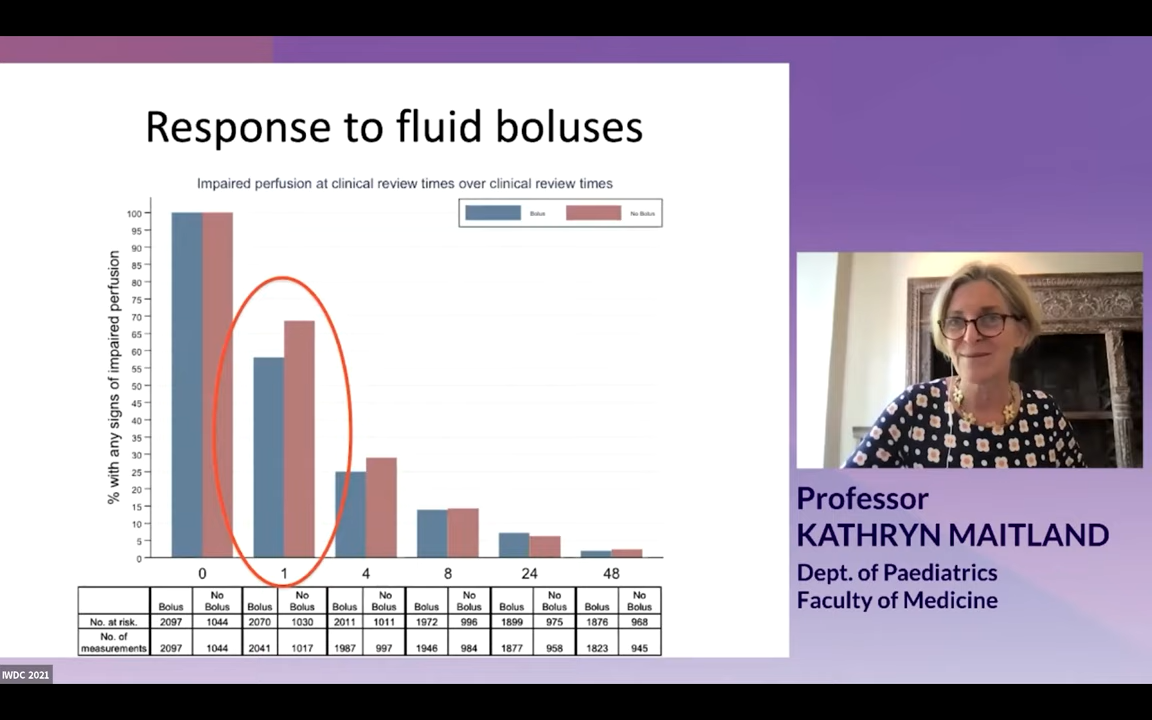 Response to fluid boluses
Impaired perfusion at clinical review times over clinical review times
Bolus
No Bolus
% with any signs of impaired perfusion
100
95
90
85
80
75
70
65
60
55
50
45
40
35
30
25
20
15
10
5
0
0 1 4 8 24 48
Bolus No Bolus Bolus No Bolus Bolus No Bolus Bolus No Bolus Bolus No Bolus Bolus No Bolus
No. at risk. 2097 1044 2070 1030 2011 1011 1972 996 1899 975 1876 968
No. of
measurements 2097 1044 2041 1017 1987 997 1946 984 1877 958 1823 945
Professor
KATHRYN MAITLAND
Dept. of Paediatrics
Faculty of Medicine
IWDC 2021